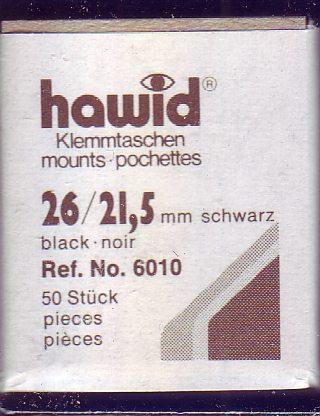 hawid®
Klemmtaschen
mounts·pochettes
26/21,5 mm schwarz
black·noir
Ref. No. 6010
50 Stück
pieces
pièces